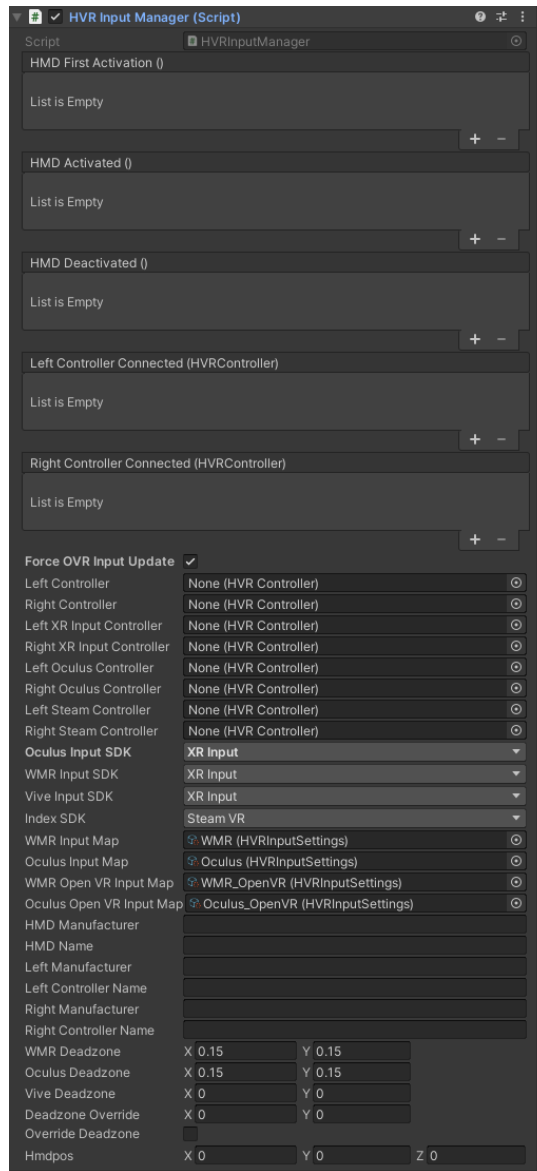 HVR Input Manager (Script)
Script HVRInputManager
HMD First Activation ()
List is Empty
+ −
HMD Activated ()
List is Empty
+ −
HMD Deactivated ()
List is Empty
+ −
Left Controller Connected (HVRController)
List is Empty
+ −
Right Controller Connected (HVRController)
List is Empty
+ −
Force OVR Input Update
Left Controller None (HVR Controller)
Right Controller None (HVR Controller)
Left XR Input Controller None (HVR Controller)
Right XR Input Controller None (HVR Controller)
Left Oculus Controller None (HVR Controller)
Right Oculus Controller None (HVR Controller)
Left Steam Controller None (HVR Controller)
Right Steam Controller None (HVR Controller)
Oculus Input SDK XR Input
WMR Input SDK XR Input
Vive Input SDK XR Input
Index SDK Steam VR
WMR Input Map WMR (HVRInputSettings)
Oculus Input Map Oculus (HVRInputSettings)
WMR Open VR Input Map WMR_OpenVR (HVRInputSettings)
Oculus Open VR Input Map Oculus_OpenVR (HVRInputSettings)
HMD Manufacturer
HMD Name
Left Manufacturer
Left Controller Name
Right Manufacturer
Right Controller Name
WMR Deadzone X 0.15 Y 0.15
Oculus Deadzone X 0.15 Y 0.15
Vive Deadzone X 0 Y 0
Deadzone Override X 0 Y 0
Override Deadzone
Hmdpos X 0 Y 0 Z 0